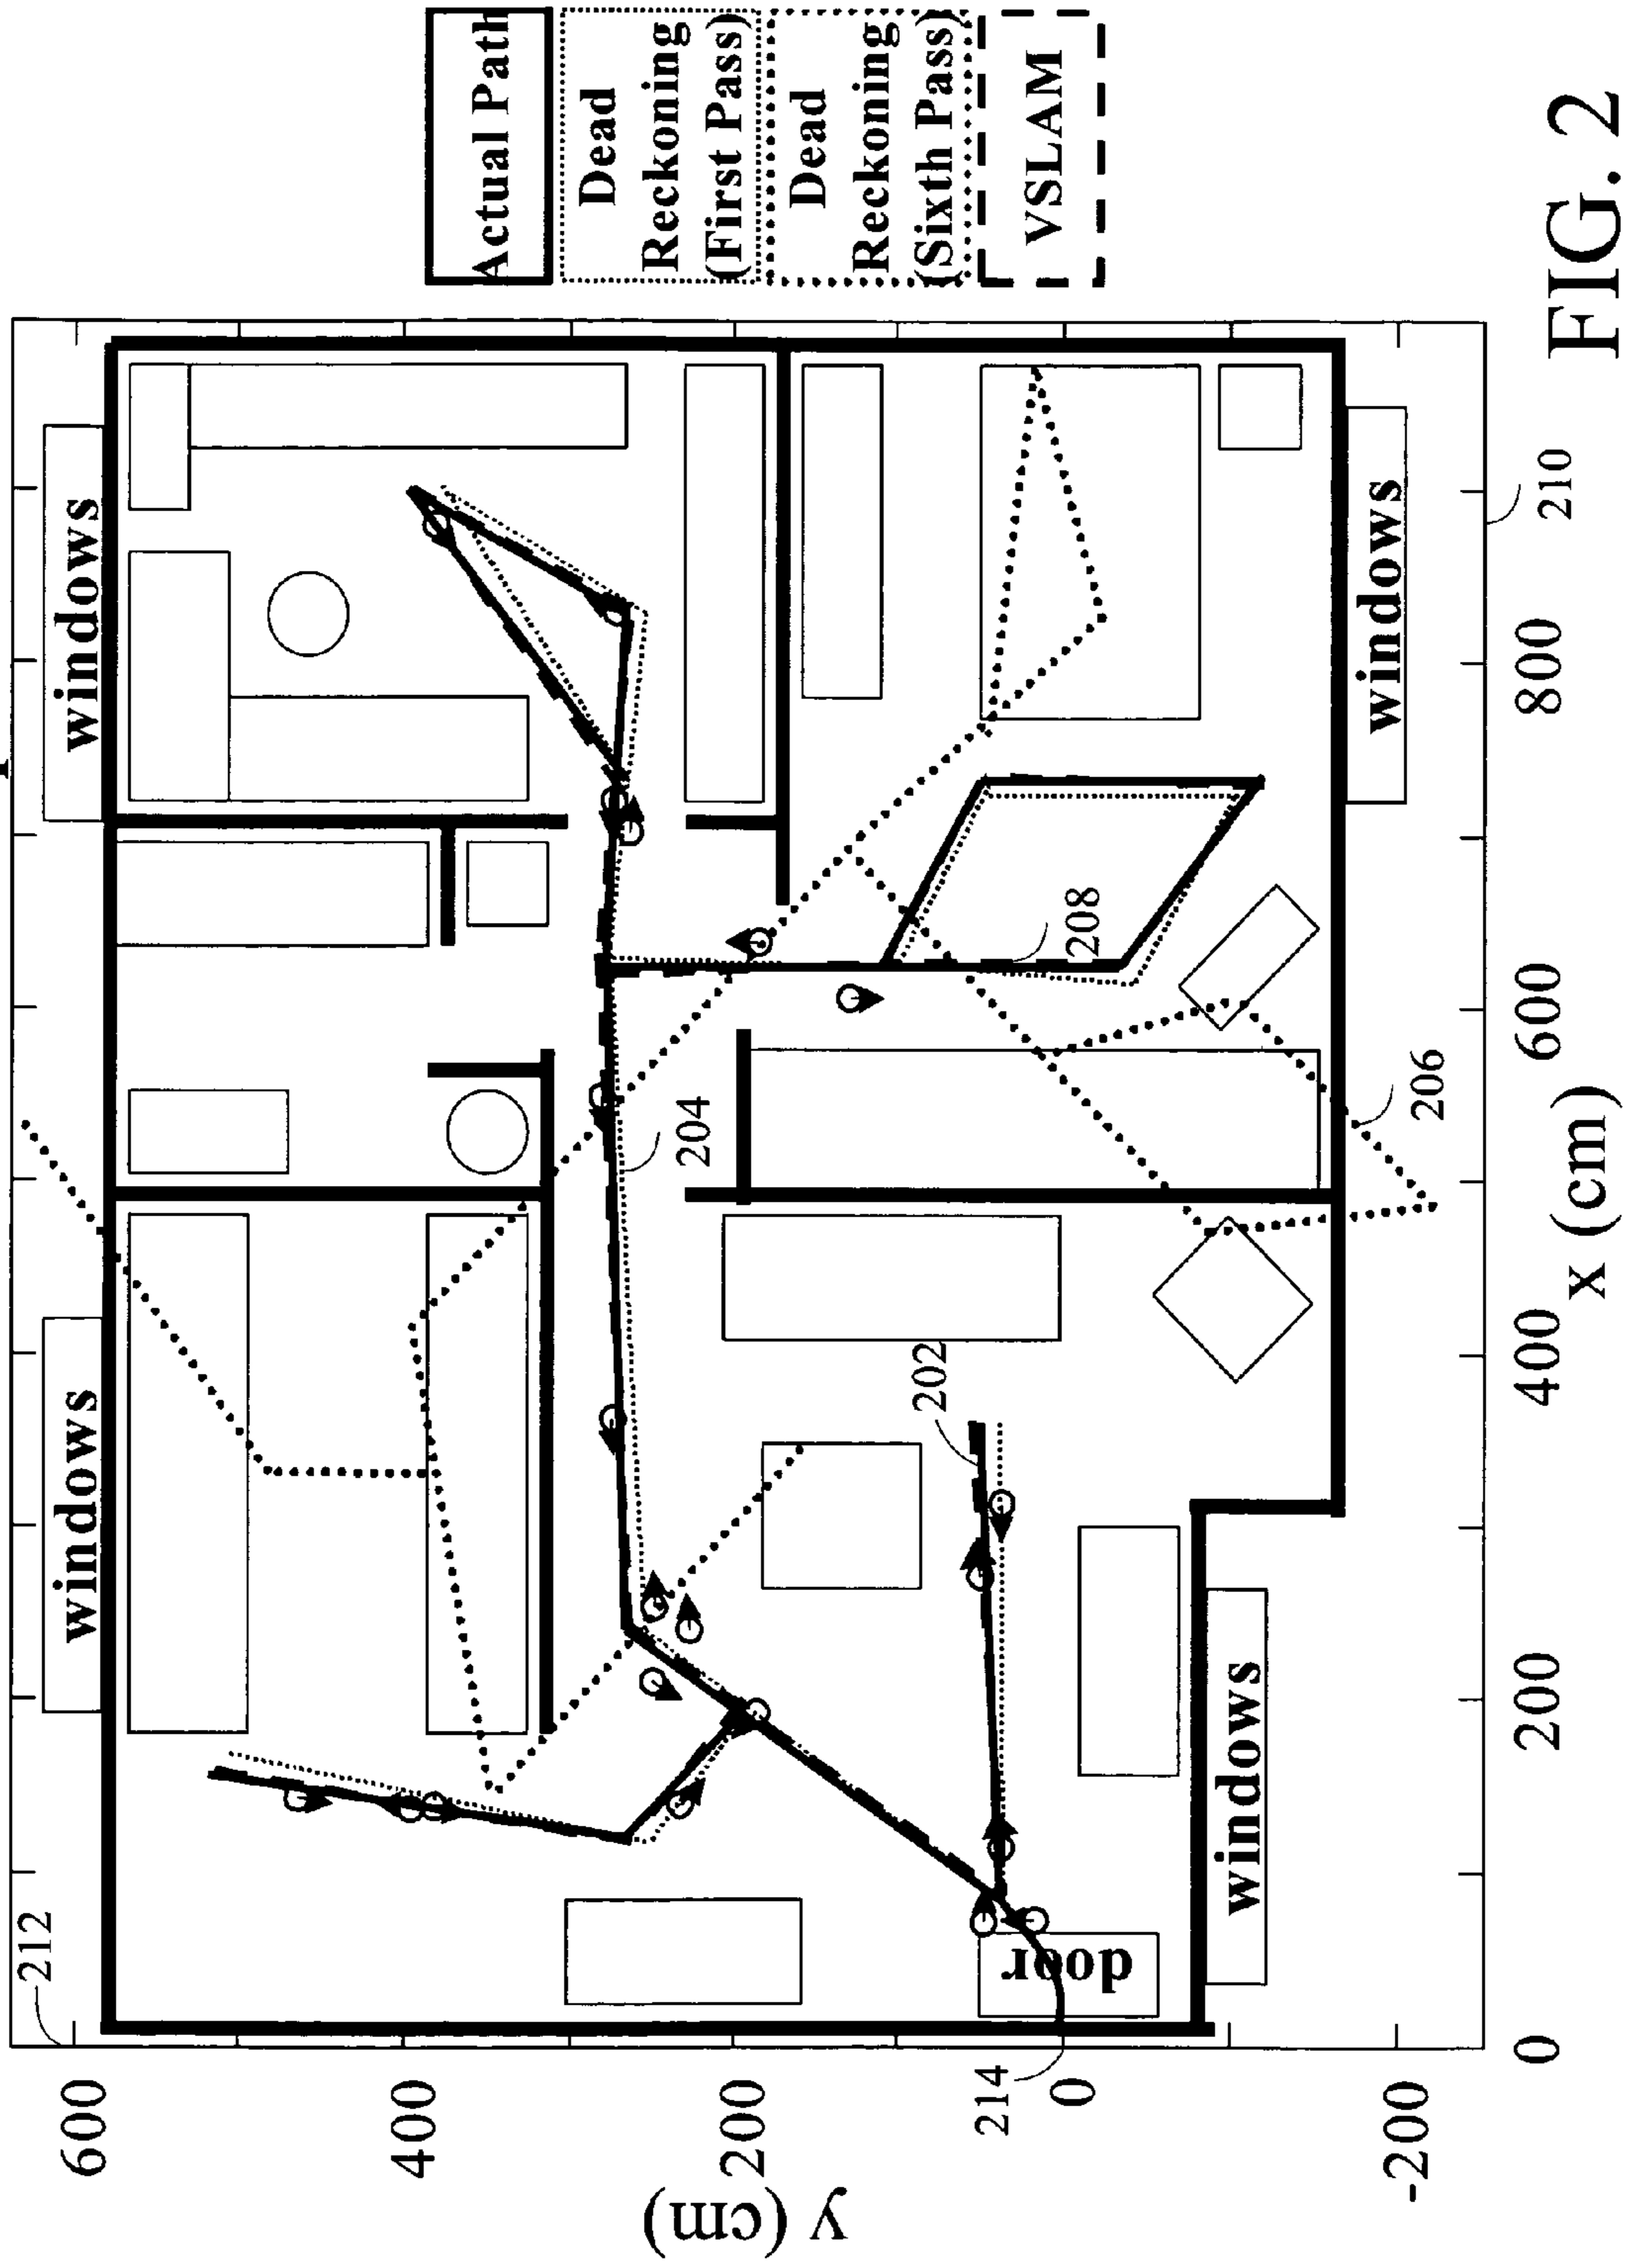 212
windows
windows
204
208
202
206
windows
windows
door
214
600
400
200
0
-200
y (cm)
0
200
400
600
800
x (cm)
210
Actual Path
Dead
Reckoning
(First Pass)
Dead
Reckoning
(Sixth Pass)
VSLAM
FIG. 2